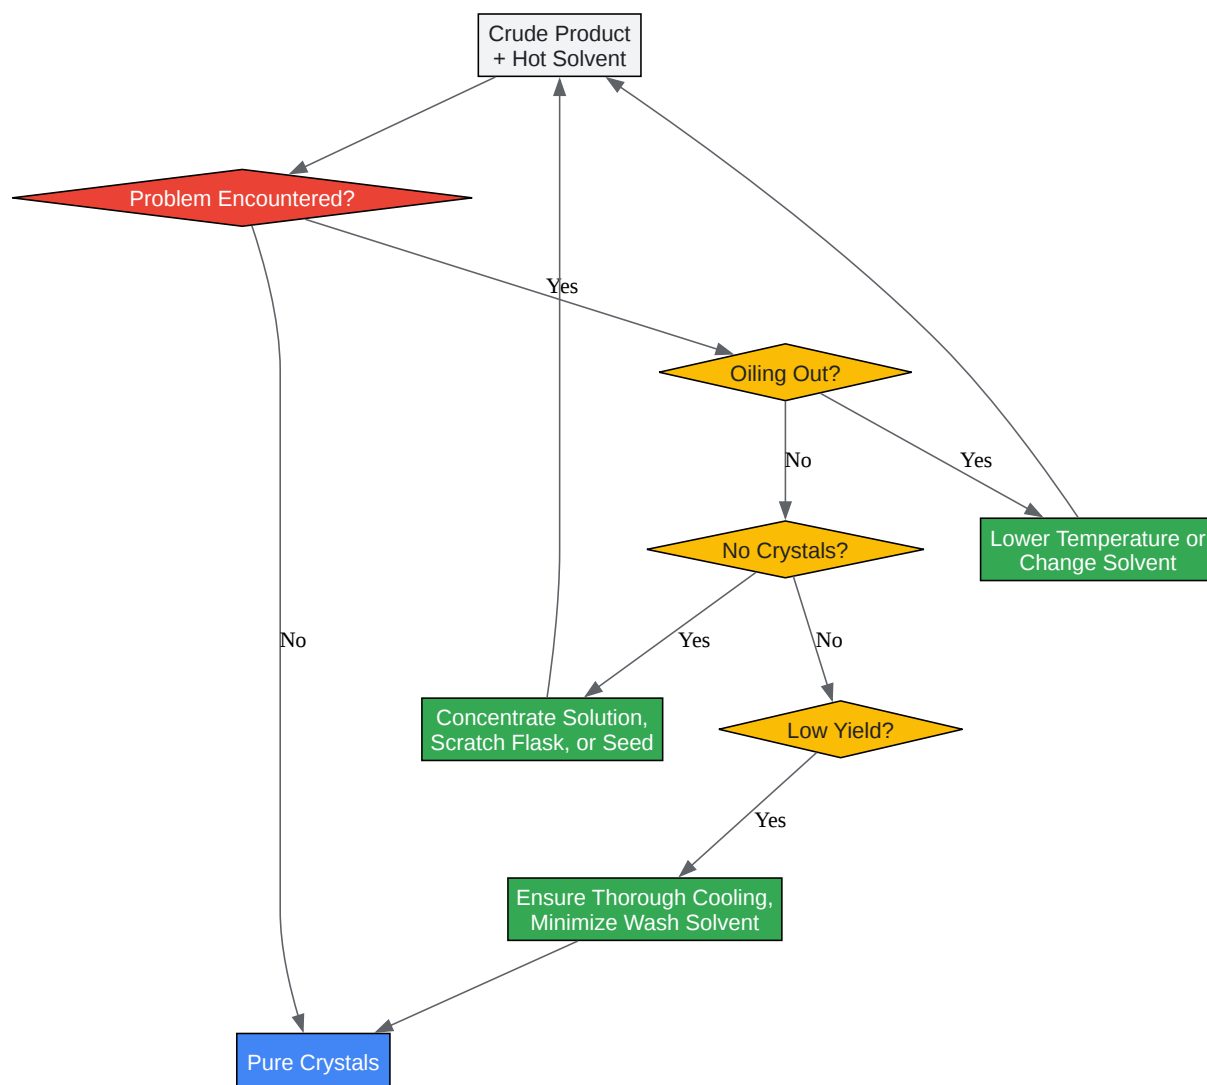 Crude Product
+ Hot Solvent
Problem Encountered?
Yes
Oiling Out?
No
Yes
No Crystals?
Lower Temperature or
Change Solvent
No
Yes
No
Concentrate Solution,
Scratch Flask, or Seed
Low Yield?
Yes
Ensure Thorough Cooling,
Minimize Wash Solvent
Pure Crystals